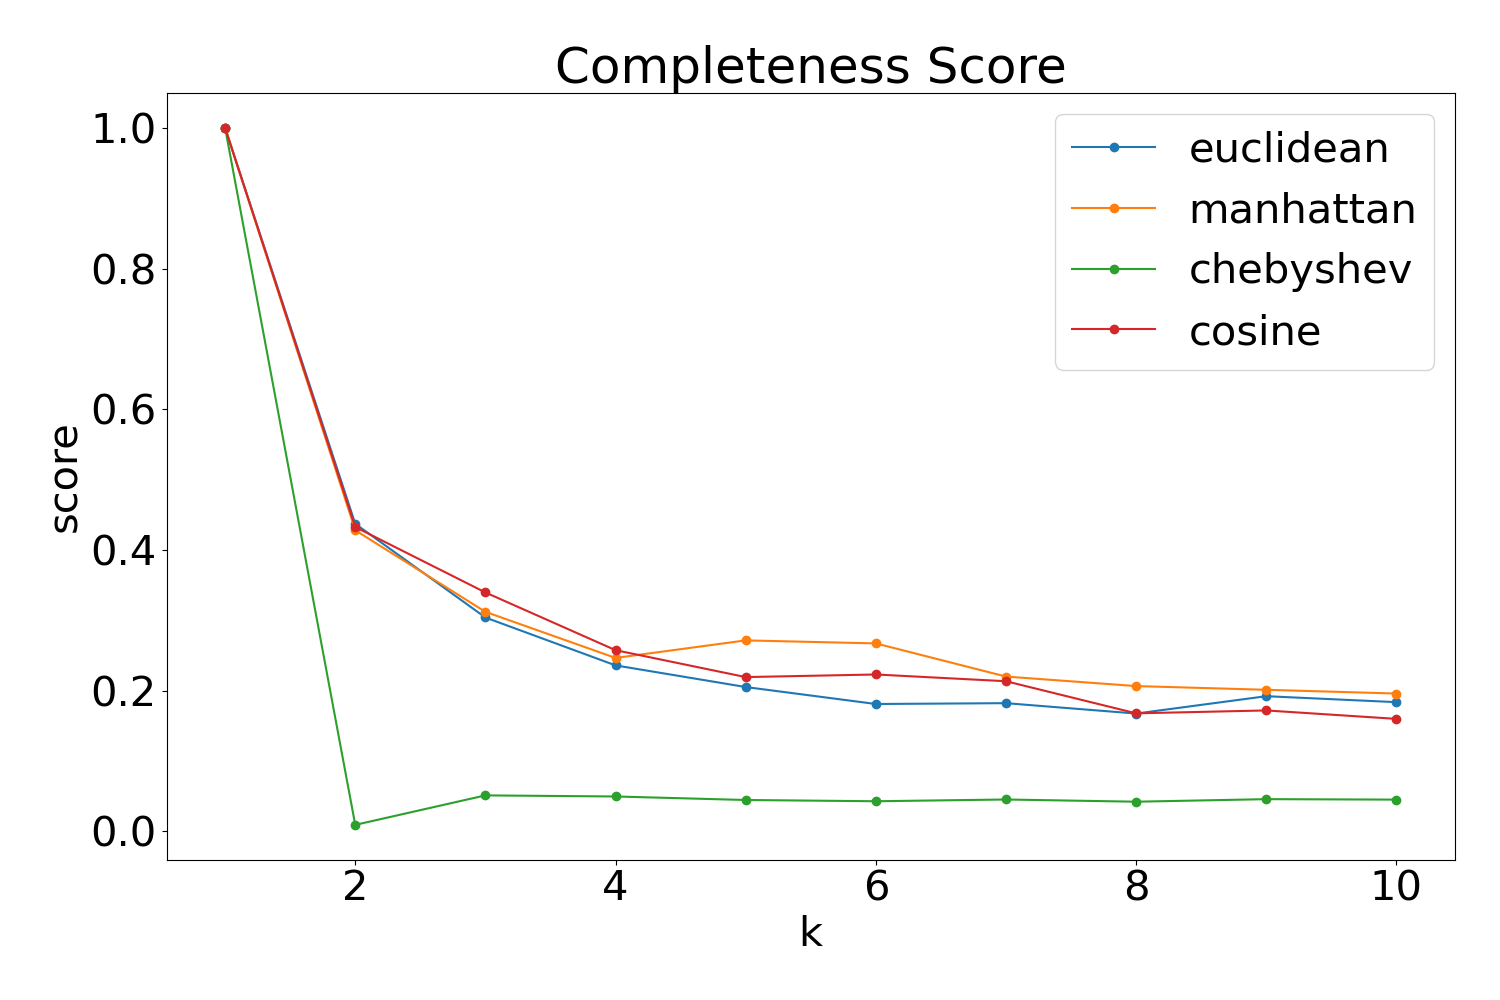 Completeness Score
score
1.0
0.8
0.6
0.4
0.2
0.0
euclidean
manhattan
chebyshev
cosine
2 4 6 8 10
k